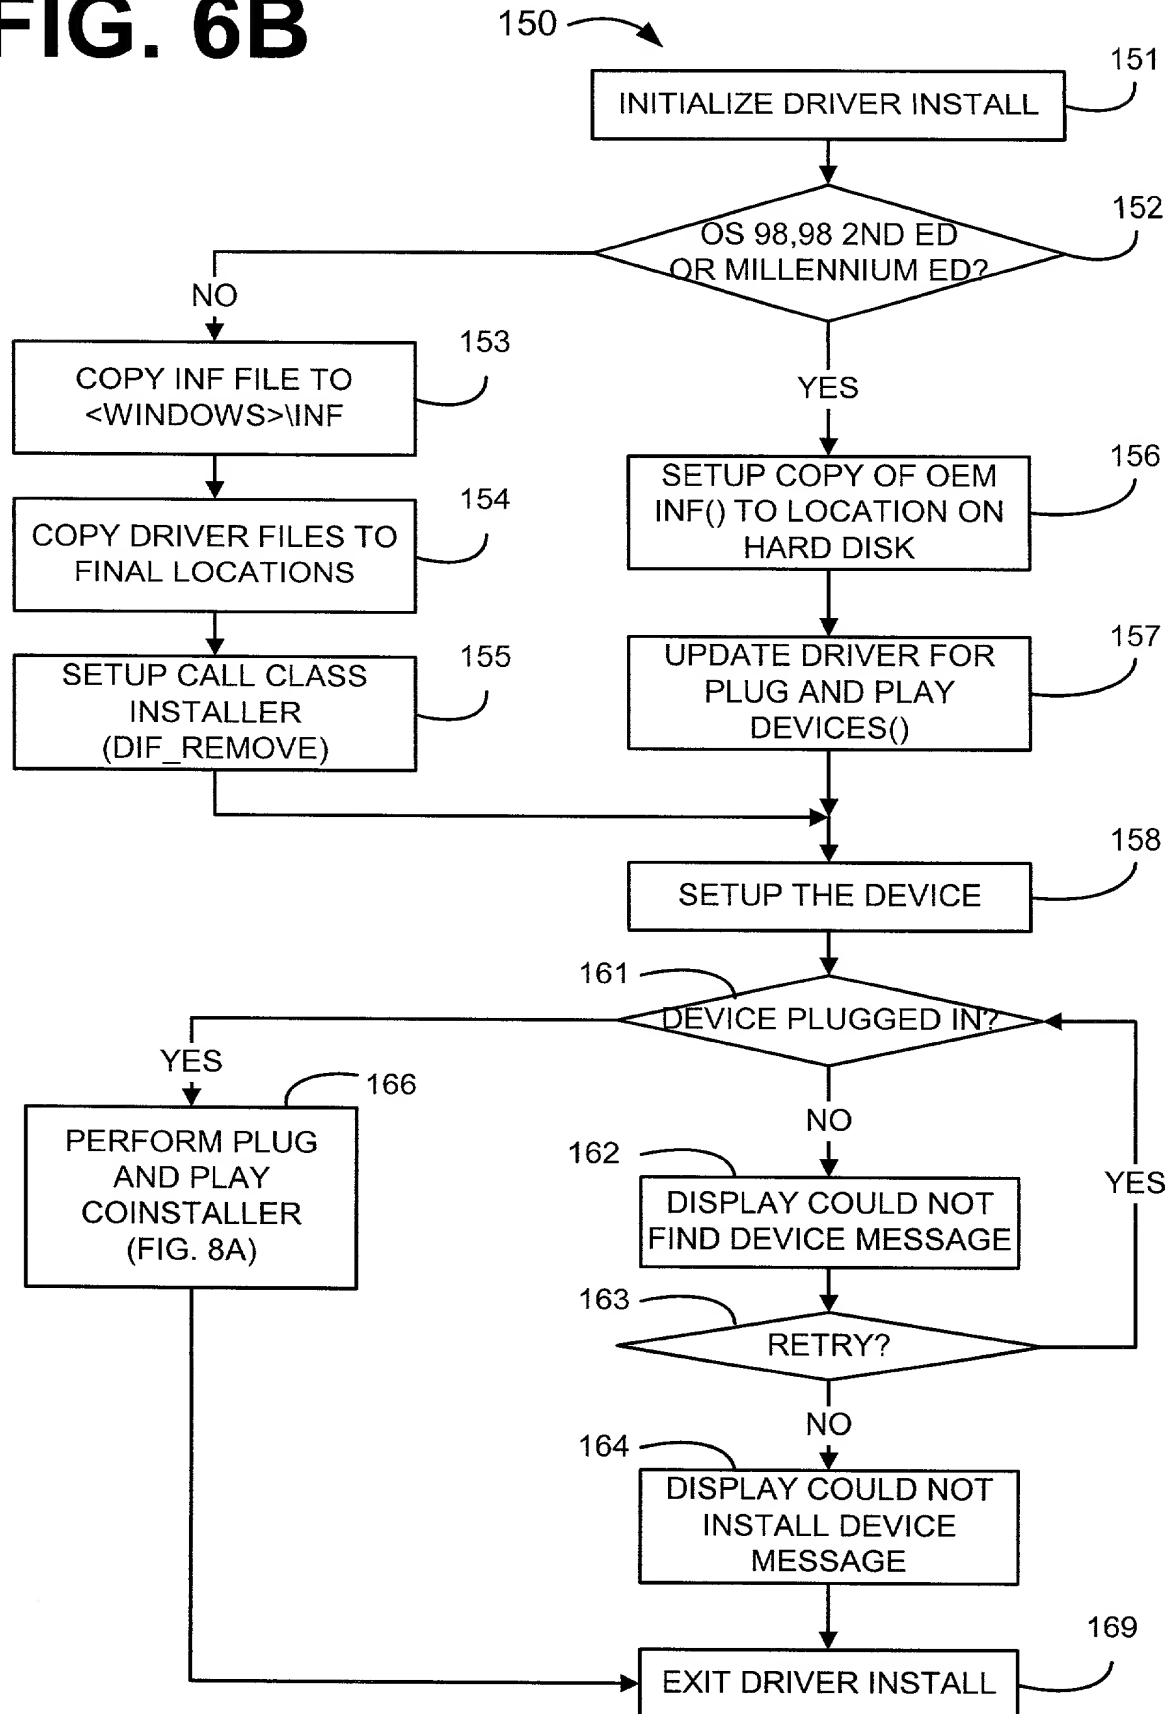 FIG. 6B
150
151
INITIALIZE DRIVER INSTALL
152
OS 98,98 2ND ED
OR MILLENNIUM ED?
NO
YES
153
COPY INF FILE TO
<WINDOWS>\INF
154
COPY DRIVER FILES TO
FINAL LOCATIONS
155
SETUP CALL CLASS
INSTALLER
(DIF_REMOVE)
156
SETUP COPY OF OEM
INF() TO LOCATION ON
HARD DISK
157
UPDATE DRIVER FOR
PLUG AND PLAY
DEVICES()
158
SETUP THE DEVICE
161
DEVICE PLUGGED IN?
YES
166
PERFORM PLUG
AND PLAY
COINSTALLER
(FIG. 8A)
NO
162
DISPLAY COULD NOT
FIND DEVICE MESSAGE
YES
163
RETRY?
NO
164
DISPLAY COULD NOT
INSTALL DEVICE
MESSAGE
169
EXIT DRIVER INSTALL